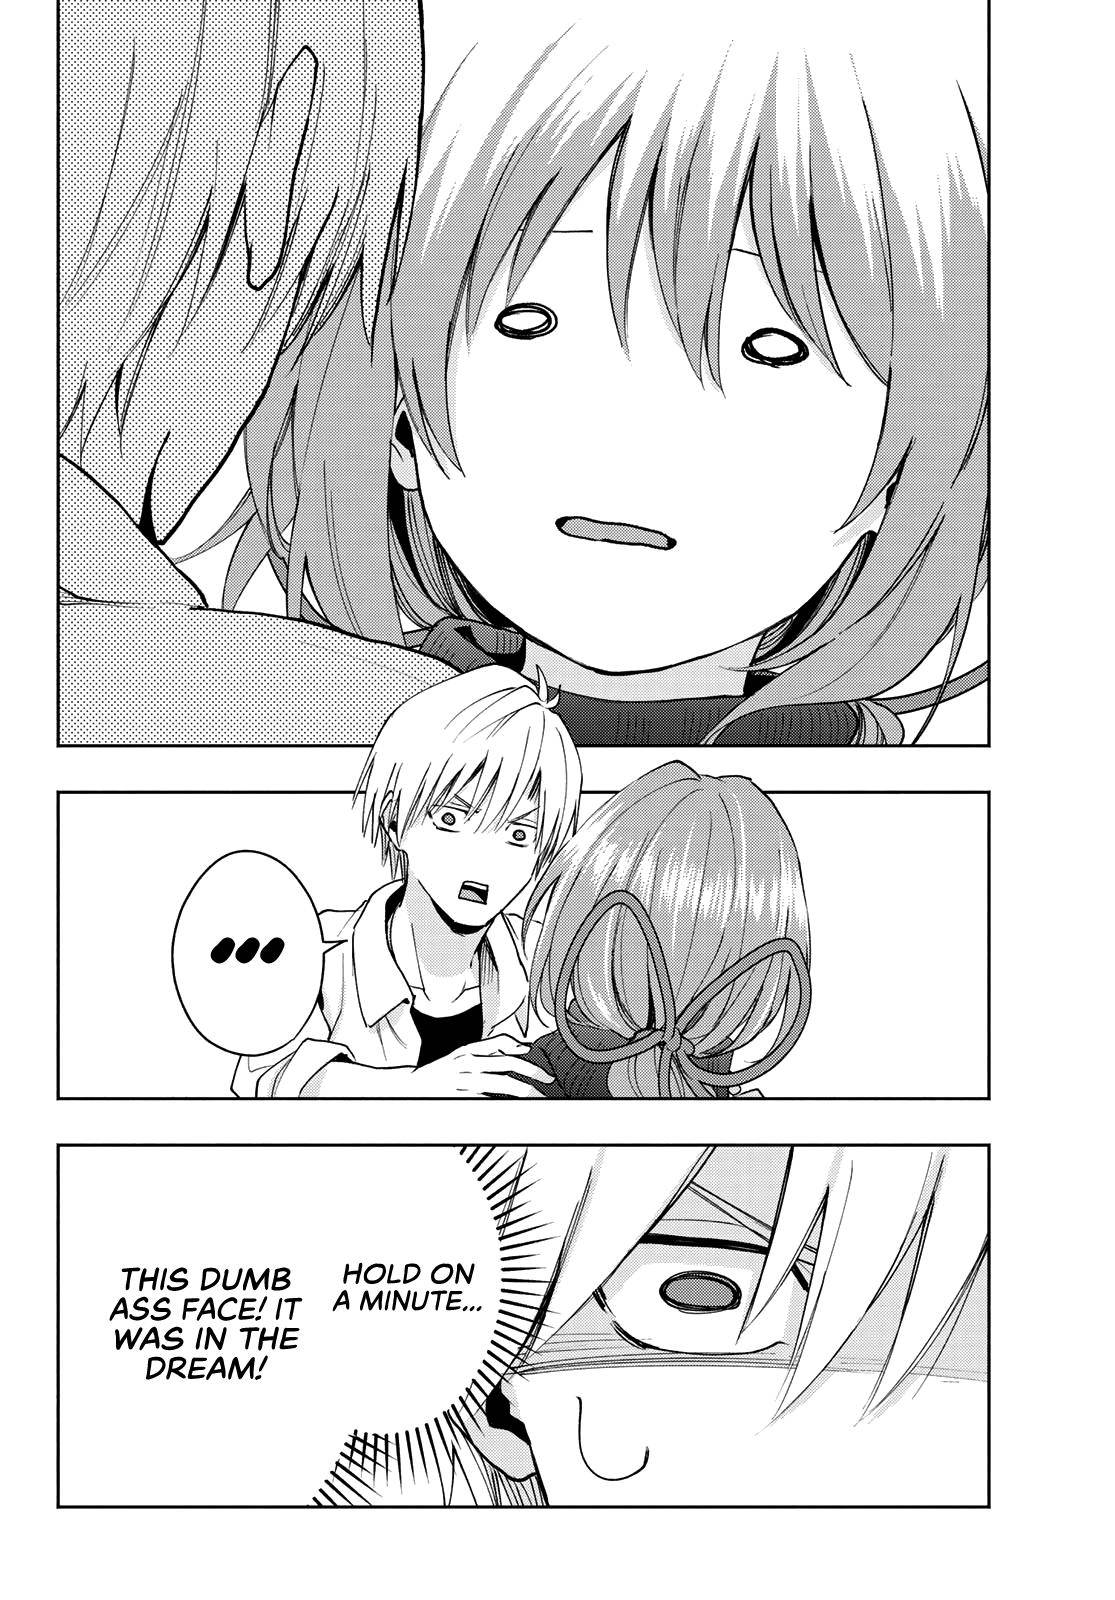 ...
HOLD ON
A MINUTE...
THIS DUMB
ASS FACE! IT
WAS IN THE
DREAM!